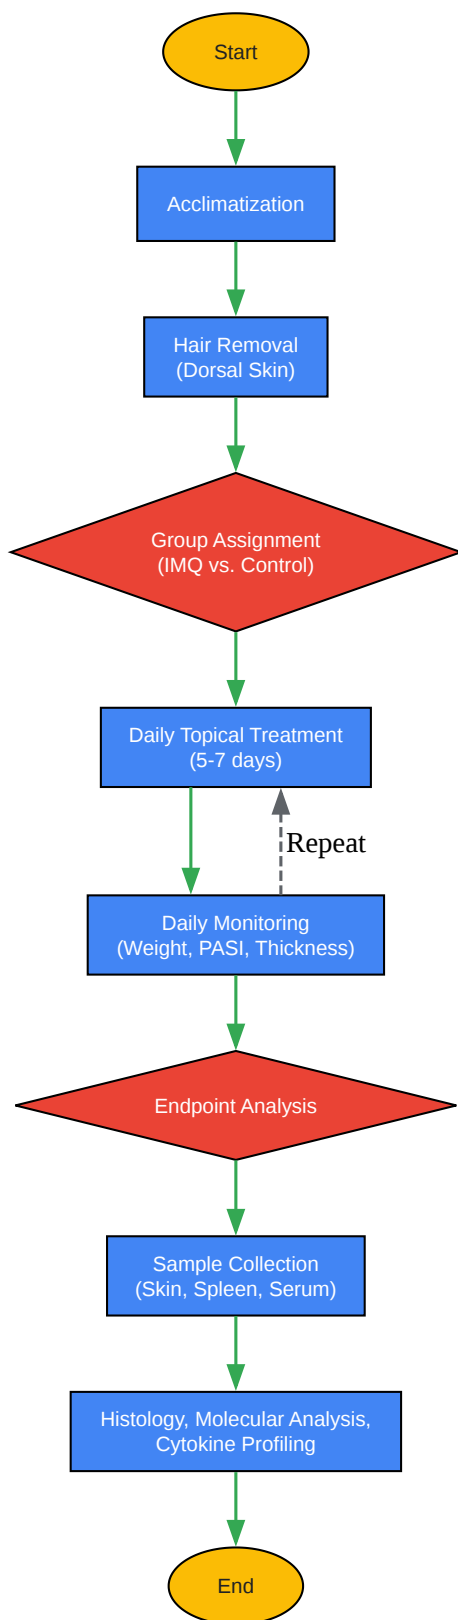 Start
Acclimatization
Hair Removal
(Dorsal Skin)
Group Assignment
(IMQ vs. Control)
Daily Topical Treatment
(5-7 days)
Repeat
Daily Monitoring
(Weight, PASI, Thickness)
Endpoint Analysis
Sample Collection
(Skin, Spleen, Serum)
Histology, Molecular Analysis,
Cytokine Profiling
End